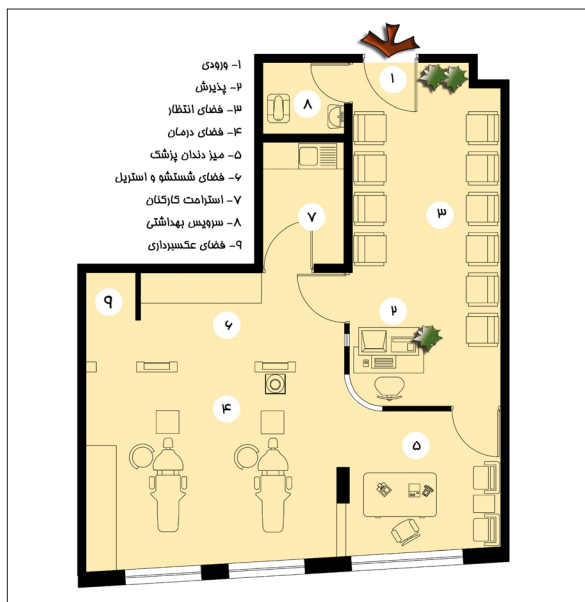 ۱- ورودی
۲- پذیرش
۳- فضای انتظار
۴- فضای درمان
۵- میز دندان پزشک
۶- فضای شستشو و استریل
۷- استراحت کارکنان
۸- سرویس بهداشتی
۹- فضای عکسبرداری
۱
۸
۳
۷
۹
۲
۶
۴
۵